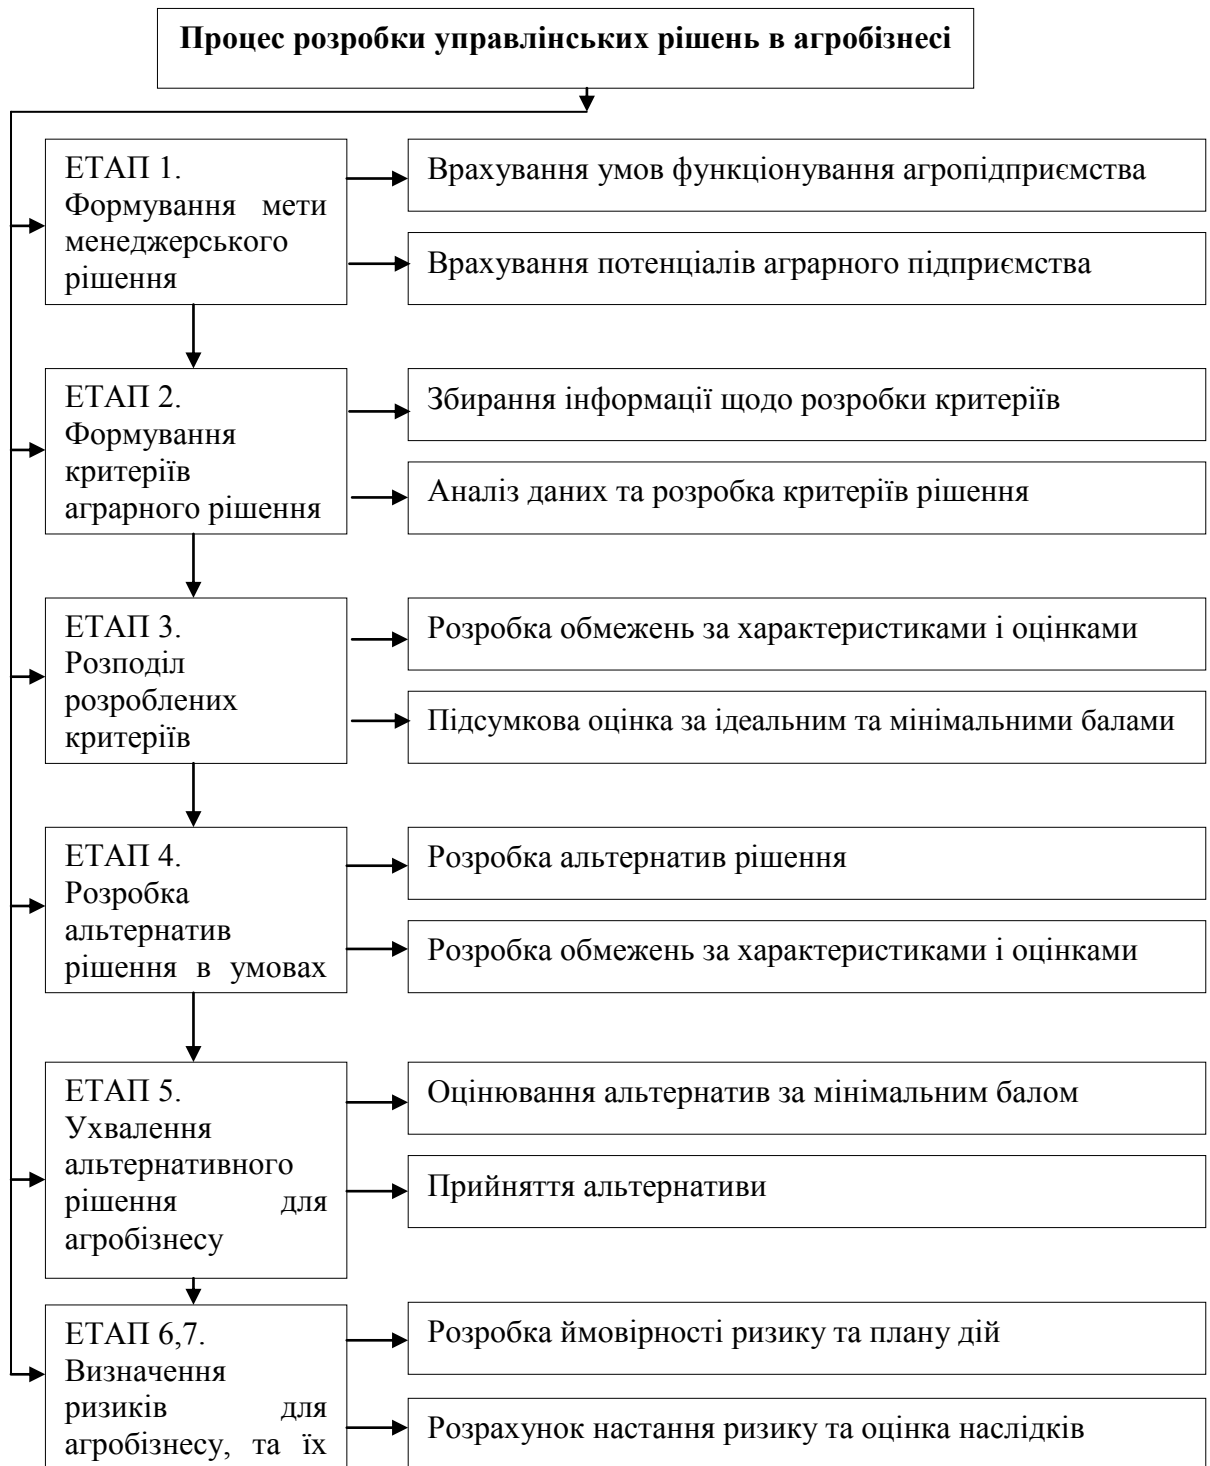 Процес розробки управлінських рішень в агробізнесі
ЕТАП 1.
Формування мети
менеджерського
рішення
Врахування умов функціонування агропідприємства
Врахування потенціалів аграрного підприємства
ЕТАП 2.
Формування
критеріїв
аграрного рішення
Збирання інформації щодо розробки критеріїв
Аналіз даних та розробка критеріїв рішення
ЕТАП 3.
Розподіл
розроблених
критеріїв
Розробка обмежень за характеристиками і оцінками
Підсумкова оцінка за ідеальним та мінімальними балами
ЕТАП 4.
Розробка
альтернатив
рішення в умовах
Розробка альтернатив рішення
Розробка обмежень за характеристиками і оцінками
ЕТАП 5.
Ухвалення
альтернативного
рішення для
агробізнесу
Оцінювання альтернатив за мінімальним балом
Прийняття альтернативи
ЕТАП 6,7.
Визначення
ризиків для
агробізнесу, та їх
Розробка ймовірності ризику та плану дій
Розрахунок настання ризику та оцінка наслідків